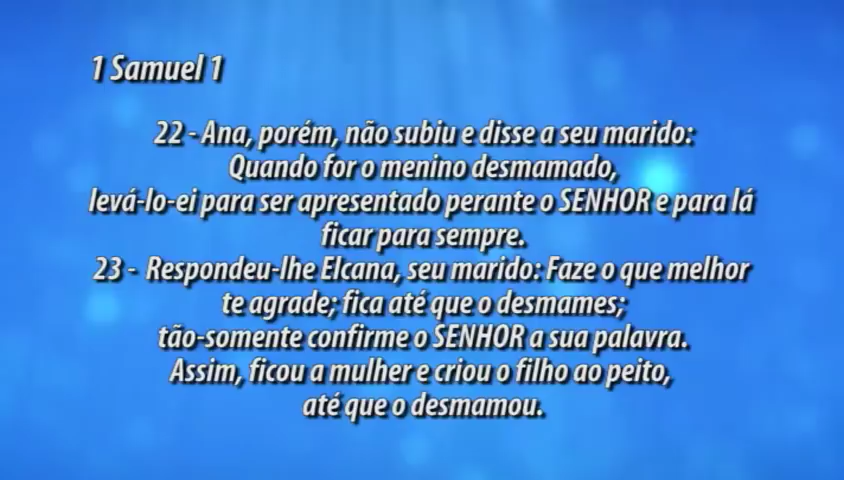 1 Samuel 1
22 - Ana, porém, não subiu e disse a seu marido:
Quando for o menino desmamado,
levá-lo-ei para ser apresentado perante o SENHOR e para lá
ficar para sempre.
23 - Respondeu-lhe Elcana, seu marido: Faze o que melhor
te agrade; fica até que o desmames;
tão-somente confirme o SENHOR a sua palavra.
Assim, ficou a mulher e criou o filho ao peito,
até que o desmamou.